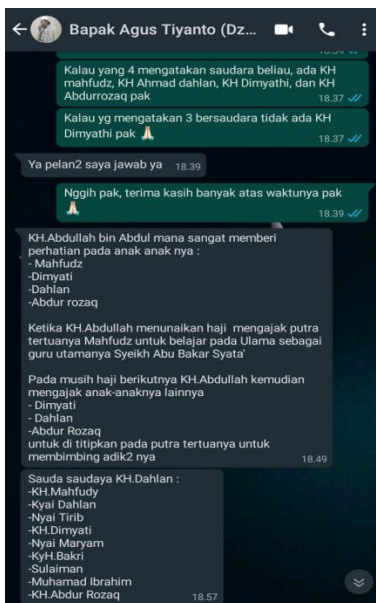 Bapak Agus Tiyanto (Dz...
Kalau yang 4 mengatakan saudara beliau, ada KH
mahfudz, KH Ahmad dahlan, KH Dimyathi, dan KH
Abdurrozaq pak
18.37
Kalau yg mengatakan 3 bersaudara tidak ada KH
Dimyathi pak 🙏🏻
18.37
Ya pelan2 saya jawab ya 18.39
Nggih pak, terima kasih banyak atas waktunya pak
🙏🏻
18.39
KH.Abdullah bin Abdul mana sangat memberi
perhatian pada anak anak nya :
- Mahfudz
-Dimyati
-Dahlan
-Abdur rozaq
Ketika KH.Abdullah menunaikan haji mengajak putra
tertuanya Mahfudz untuk belajar pada Ulama sebagai
guru utamanya Syeikh Abu Bakar Syata'
Pada musih haji berikutnya KH.Abdullah kemudian
mengajak anak-anaknya lainnya
- Dimyati
- Dahlan
-Abdur Rozaq
untuk di titipkan pada putra tertuanya untuk
membimbing adik2 nya
18.49
Sauda saudaya KH.Dahlan :
-KH.Mahfudy
-Kyai Dahlan
-Nyai Tirib
-KH.Dimyati
-Nyai Maryam
-KyH.Bakri
-Sulaiman
-Muhamad Ibrahim
-KH.Abdur Rozaq 18.57